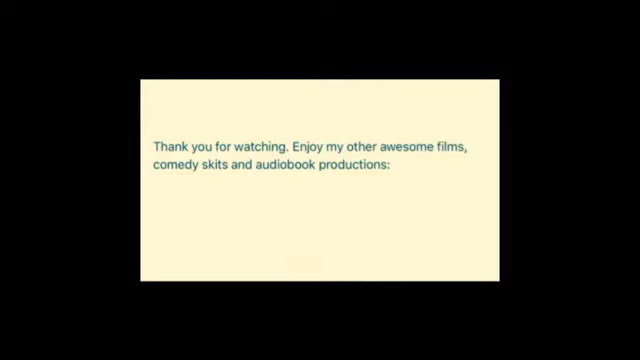 Thank you for watching. Enjoy my other awesome films,
comedy skits and audiobook productions: